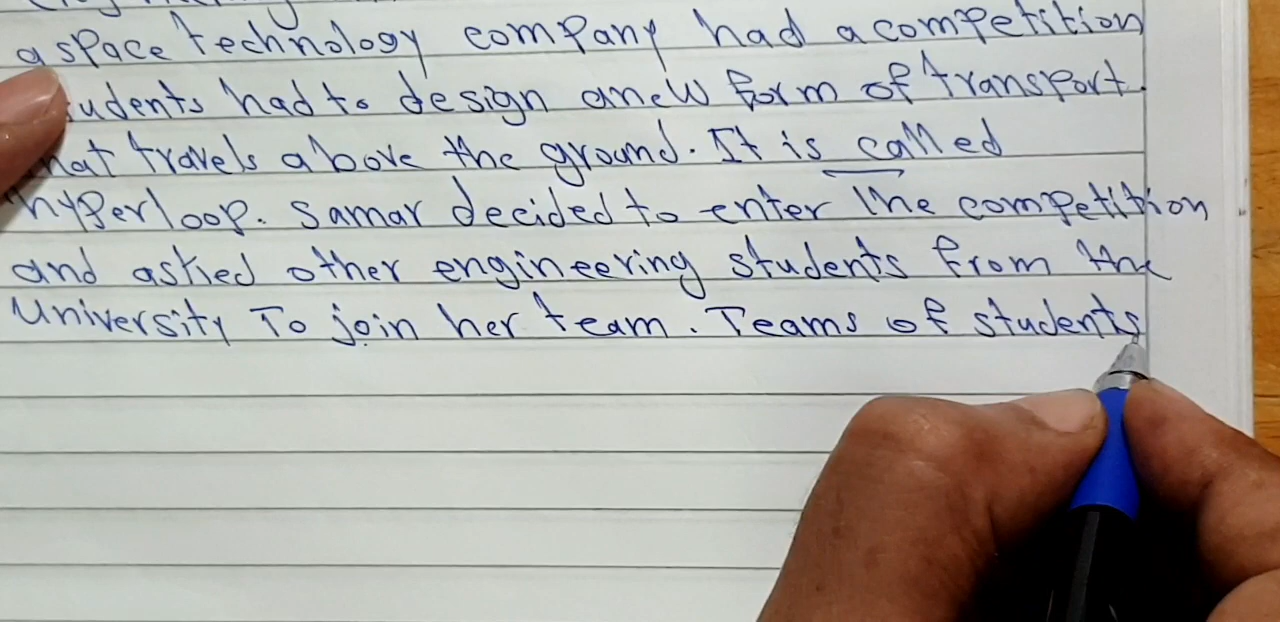 a space technology company had a competition
udents had to design a new form of transport.
hat travels above the ground. It is called
hyperloop. Samar decided to enter the competition
and asked other engineering students from the
University To join her team. Teams of students